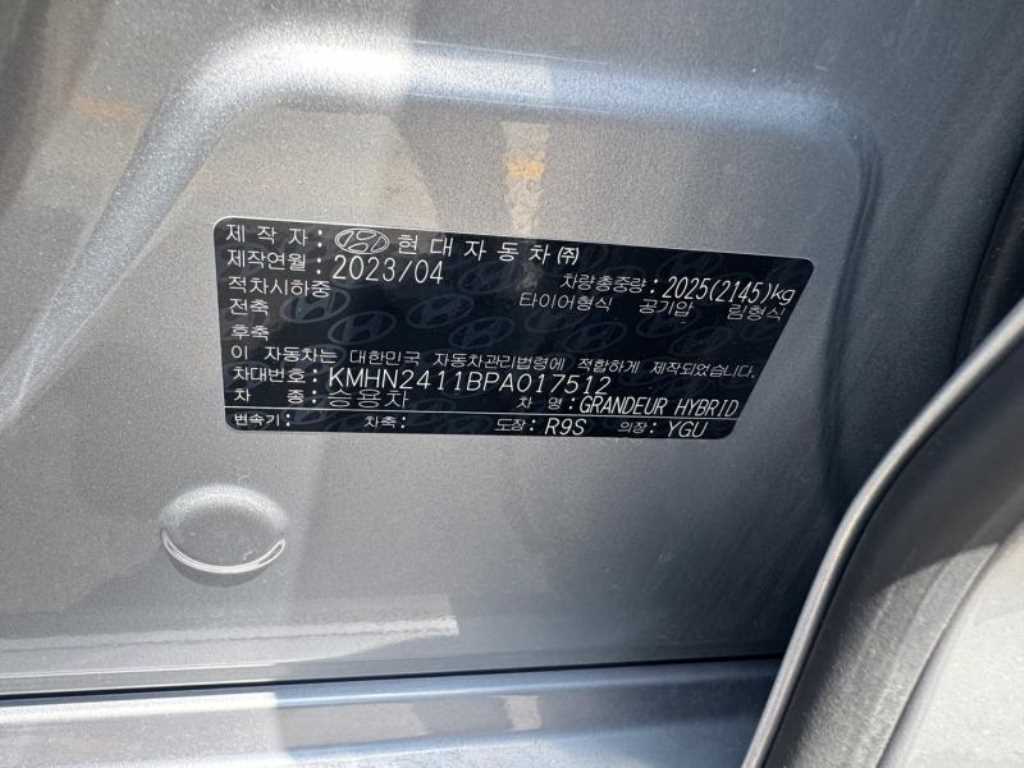 제 작 자 : 현 대 자 동 차 ㈜
제작연월 : 2023/04 차량총중량 : 2025(2145)kg
적차시하중 타이어형식 공기압 림형식
전축
후축
이 자동차는 대한민국 자동차관리법령에 적합하게 제작되었습니다.
차대번호 : KMHN2411BPA017512
차 종 : 승용차 차 명 : GRANDEUR HYBRID
변속기 : 차축 : 도장 : R9S 의장 : YGU